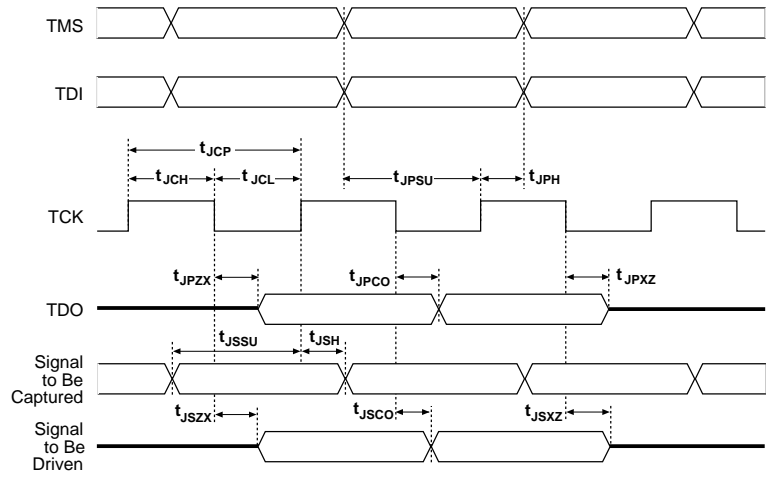 TMS
TDI
tJCP
tJCH
tJCL
tJPSU
tJPH
TCK
tJPZX
tJPCO
tJPXZ
TDO
tJSSU
tJSH
Signal
to Be
Captured
tJSZX
tJSCO
tJSXZ
Signal
to Be
Driven